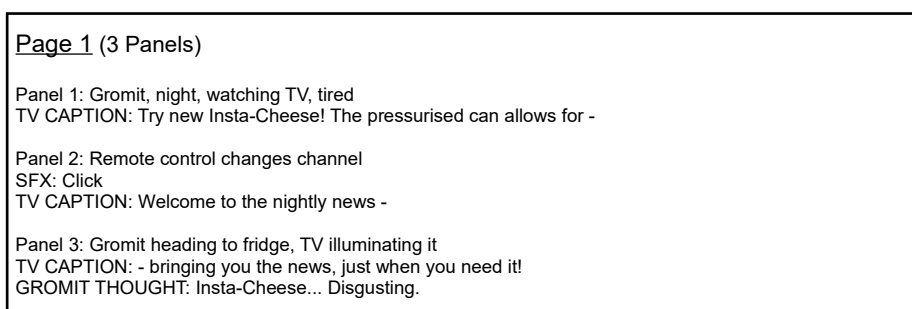 Page 1 (3 Panels)
Panel 1: Gromit, night, watching TV, tired
TV CAPTION: Try new Insta-Cheese! The pressurised can allows for -
Panel 2: Remote control changes channel
SFX: Click
TV CAPTION: Welcome to the nightly news -
Panel 3: Gromit heading to fridge, TV illuminating it
TV CAPTION: - bringing you the news, just when you need it!
GROMIT THOUGHT: Insta-Cheese... Disgusting.